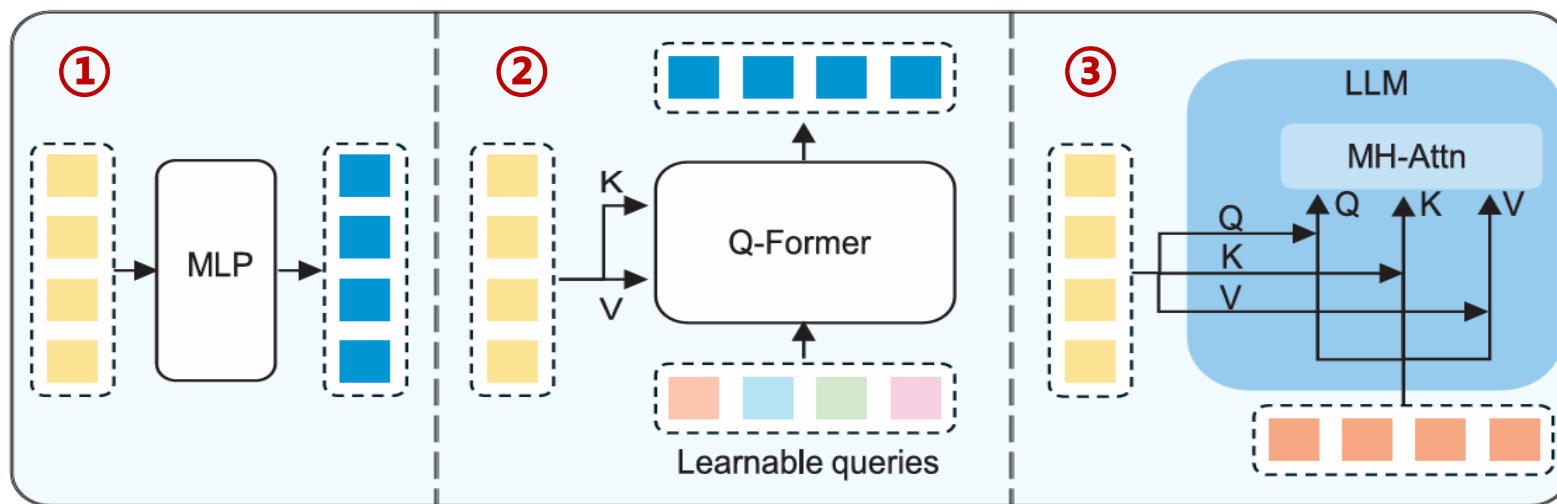 ①
MLP
②
K
V
Q-Former
Learnable queries
③
LLM
MH-Attn
Q K V
Q
K
V